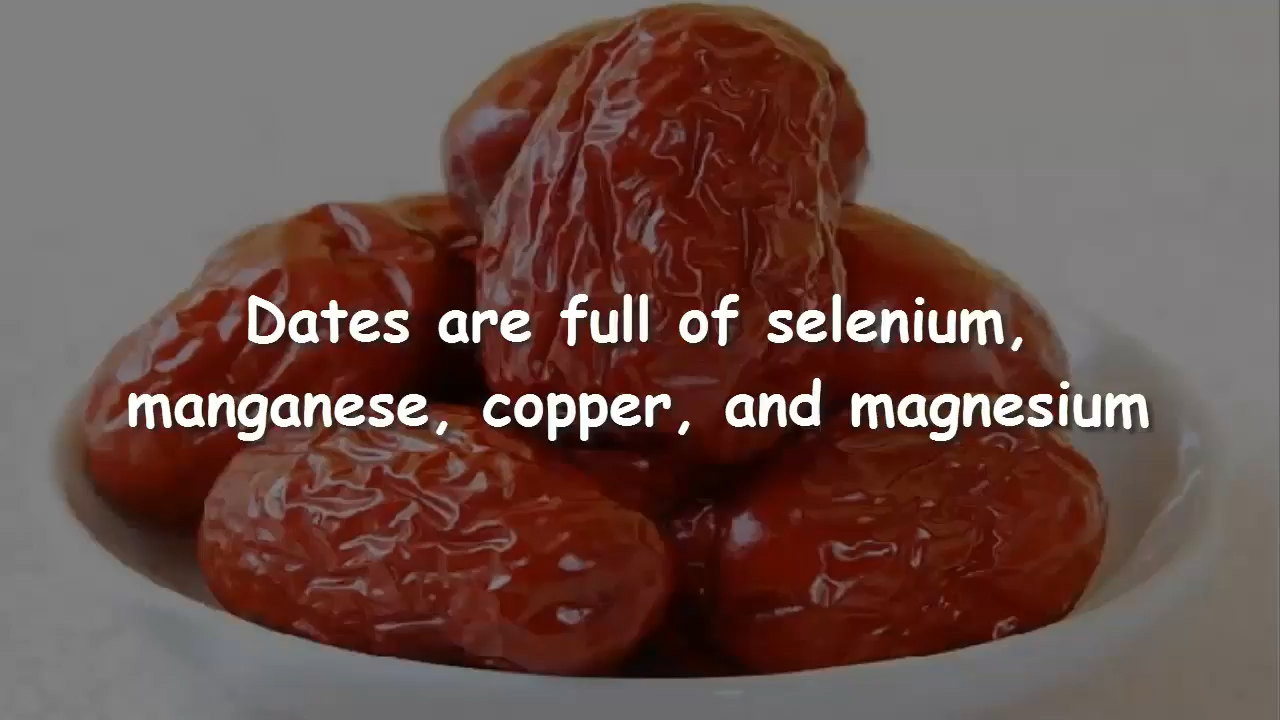 Dates are full of selenium,
manganese, copper, and magnesium